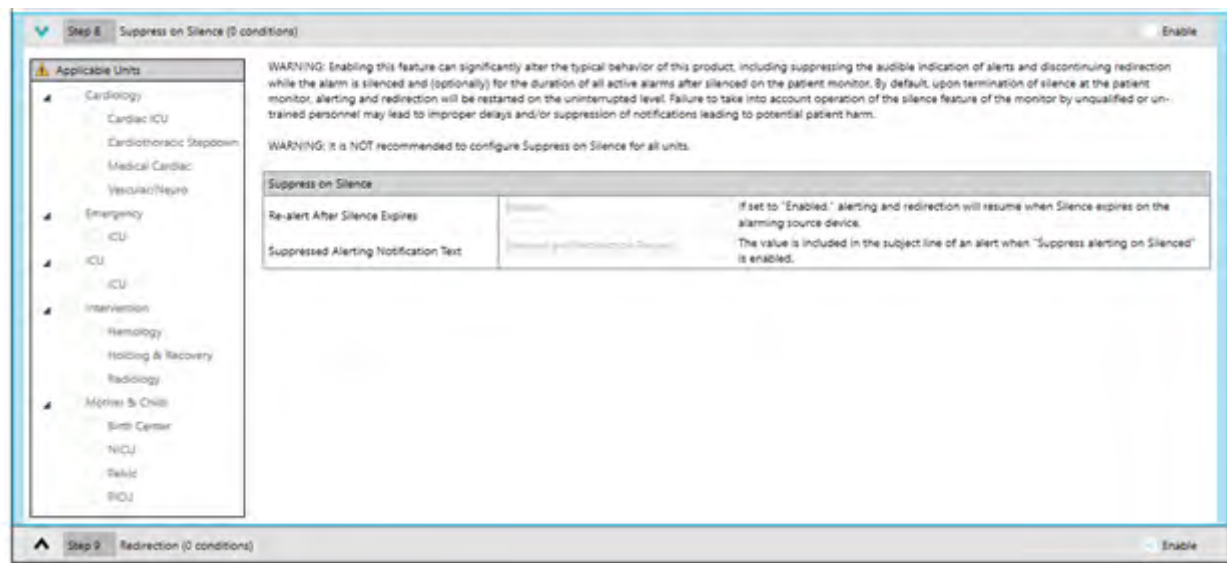 Step 8 Suppress on Silence (0 conditions) Enable
Applicable Units
Cardiology
Cardiac ICU
Cardiothoracic Stepdown
Medical Cardiac
Vascular/Neuro
Emergency
ICU
ICU
ICU
Intervention
Hemology
Holding & Recovery
Radiology
Mother & Child
Birth Center
NICU
Pelvic
PICU
WARNING: Enabling this feature can significantly alter the typical behavior of this product, including suppressing the audible indication of alerts and discontinuing redirection
while the alarm is silenced and (optionally) for the duration of all active alarms after silenced on the patient monitor. By default, upon termination of silence at the patient
monitor, alerting and redirection will be restarted on the uninterrupted level. Failure to take into account operation of the silence feature of the monitor by unqualified or un-
trained personnel may lead to improper delays and/or suppression of notifications leading to potential patient harm.
WARNING: It is NOT recommended to configure Suppress on Silence for all units.
Suppress on Silence
Re-alert After Silence Expires
If set to "Enabled," alerting and redirection will resume when Silence expires on the
alarming source device.
Suppressed Alerting Notification Text
The value is included in the subject line of an alert when "Suppress alerting on Silenced"
is enabled.
Step 9 Redirection (0 conditions) Enable